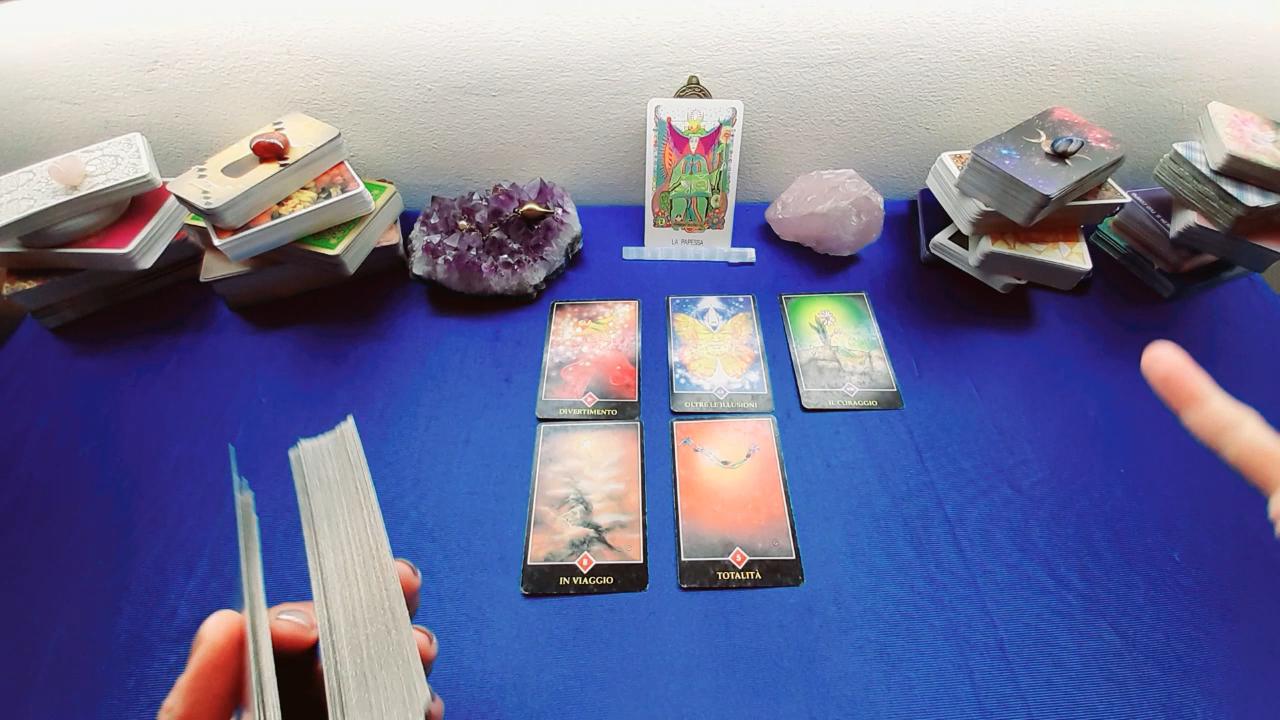 LA PAPESSA
DIVERTIMENTO
OLTRE LE ILLUSIONI
IL CORAGGIO
IN VIAGGIO
TOTALITÀ